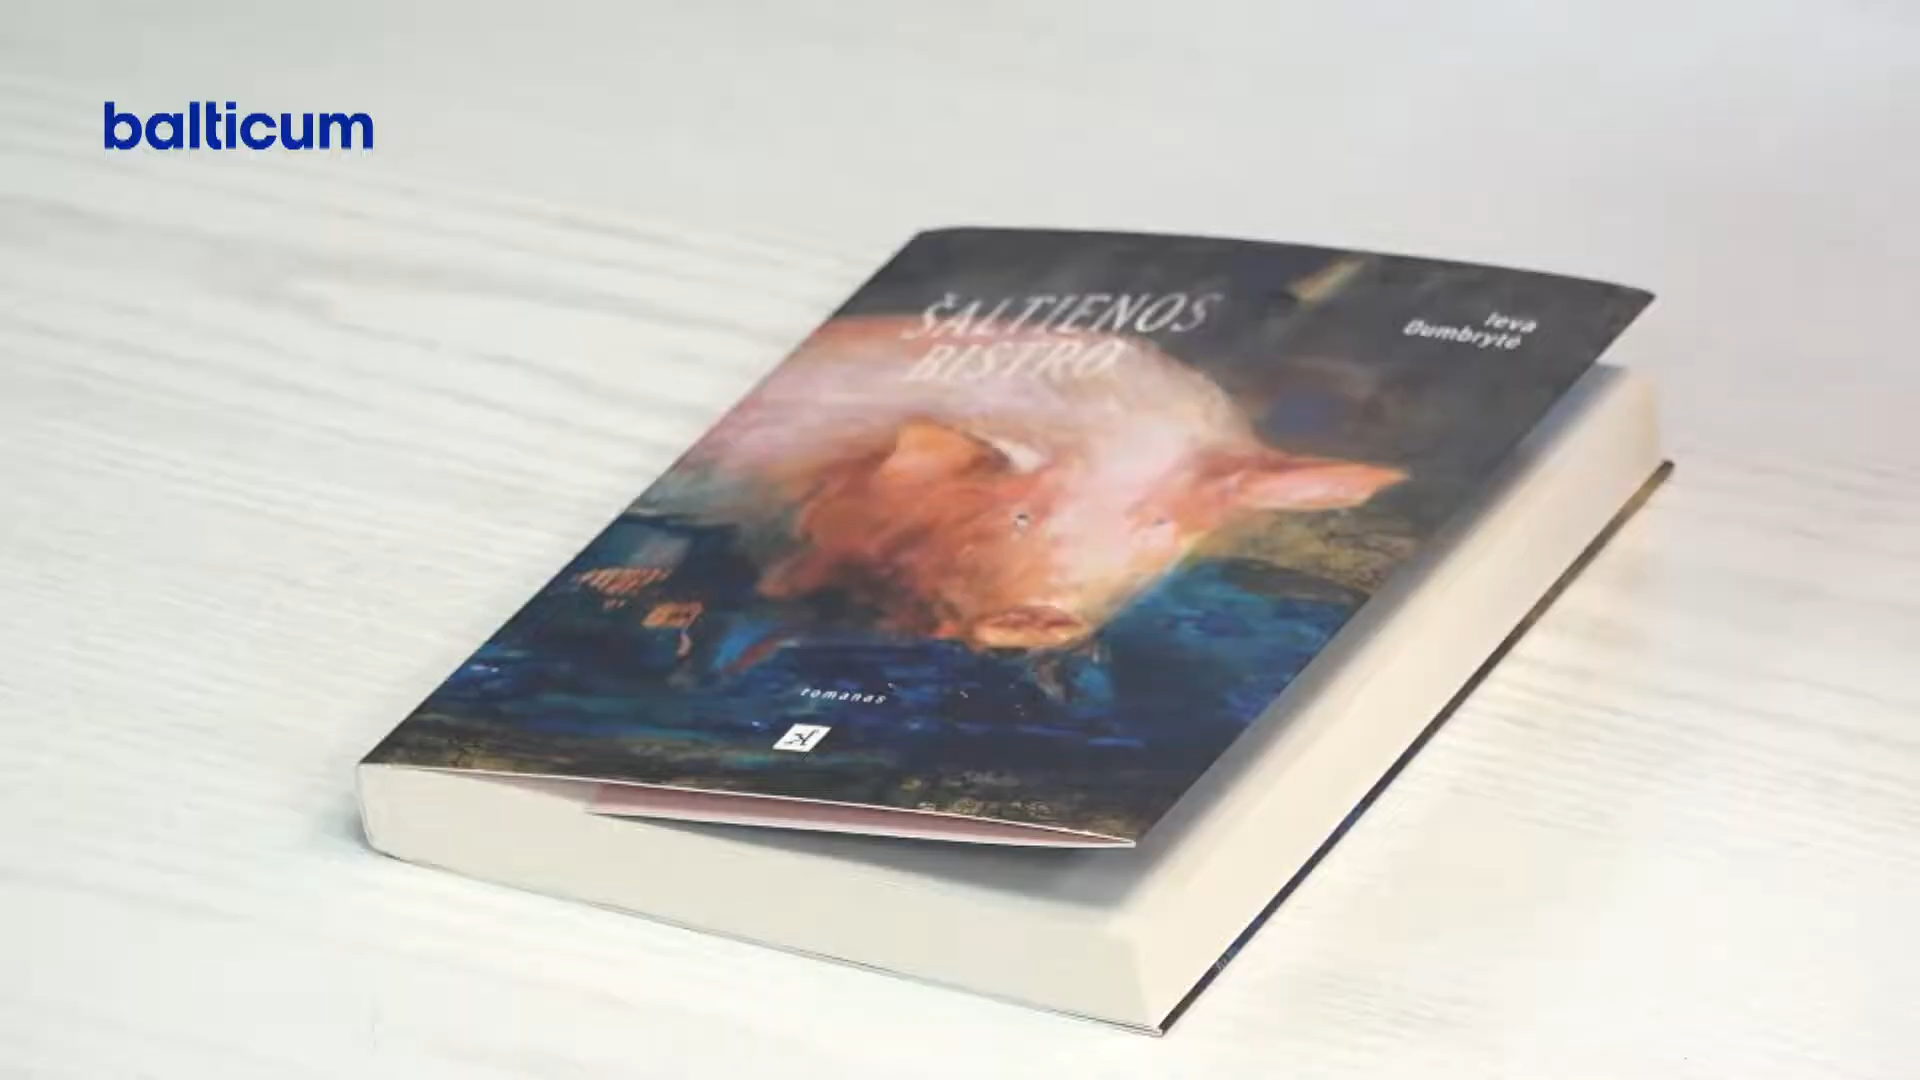 balticum
ŠALTIENOS
BISTRO
Ieva
Dumbrytė
romanas